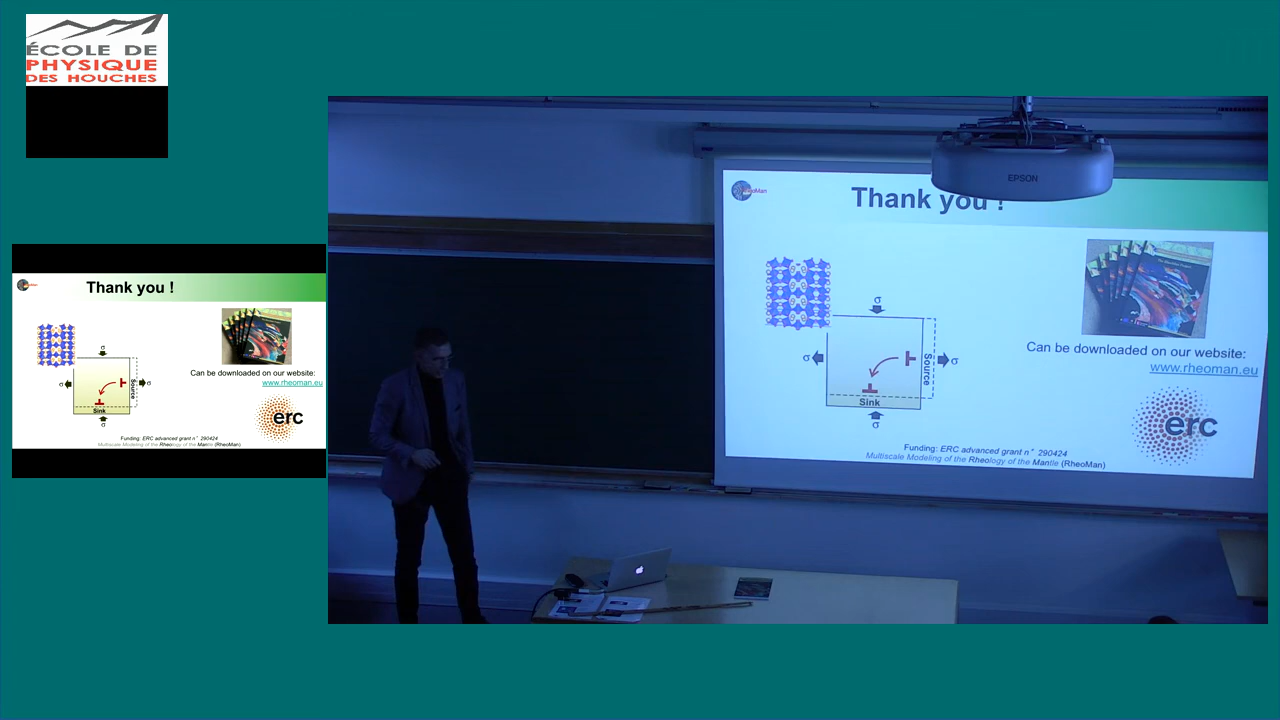 ÉCOLE DE
PHYSIQUE
DES HOUCHES
Thank you !
σ
σ
σ
Source
Sink
σ
Can be downloaded on our website:
www.rheoman.eu
erc
Funding: ERC advanced grant n° 290424
Multiscale Modeling of the Rheology of the Mantle (RheoMan)
EPSON
RheoMan
Thank you !
σ
σ
σ
Source
Sink
σ
Can be downloaded on our website:
www.rheoman.eu
erc
Funding: ERC advanced grant n° 290424
Multiscale Modeling of the Rheology of the Mantle (RheoMan)